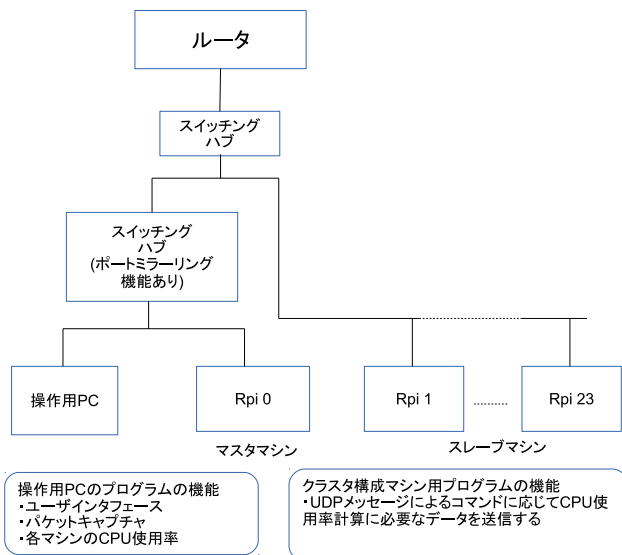 ルータ
スイッチング
ハブ
スイッチング
ハブ
(ポートミラーリング
機能あり)
操作用PC
Rpi 0
Rpi 1
..........
Rpi 23
マスタマシン
スレーブマシン
操作用PCのプログラムの機能
・ユーザインタフェース
・パケットキャプチャ
・各マシンのCPU使用率
クラスタ構成マシン用プログラムの機能
・UDPメッセージによるコマンドに応じてCPU使
用率計算に必要なデータを送信する